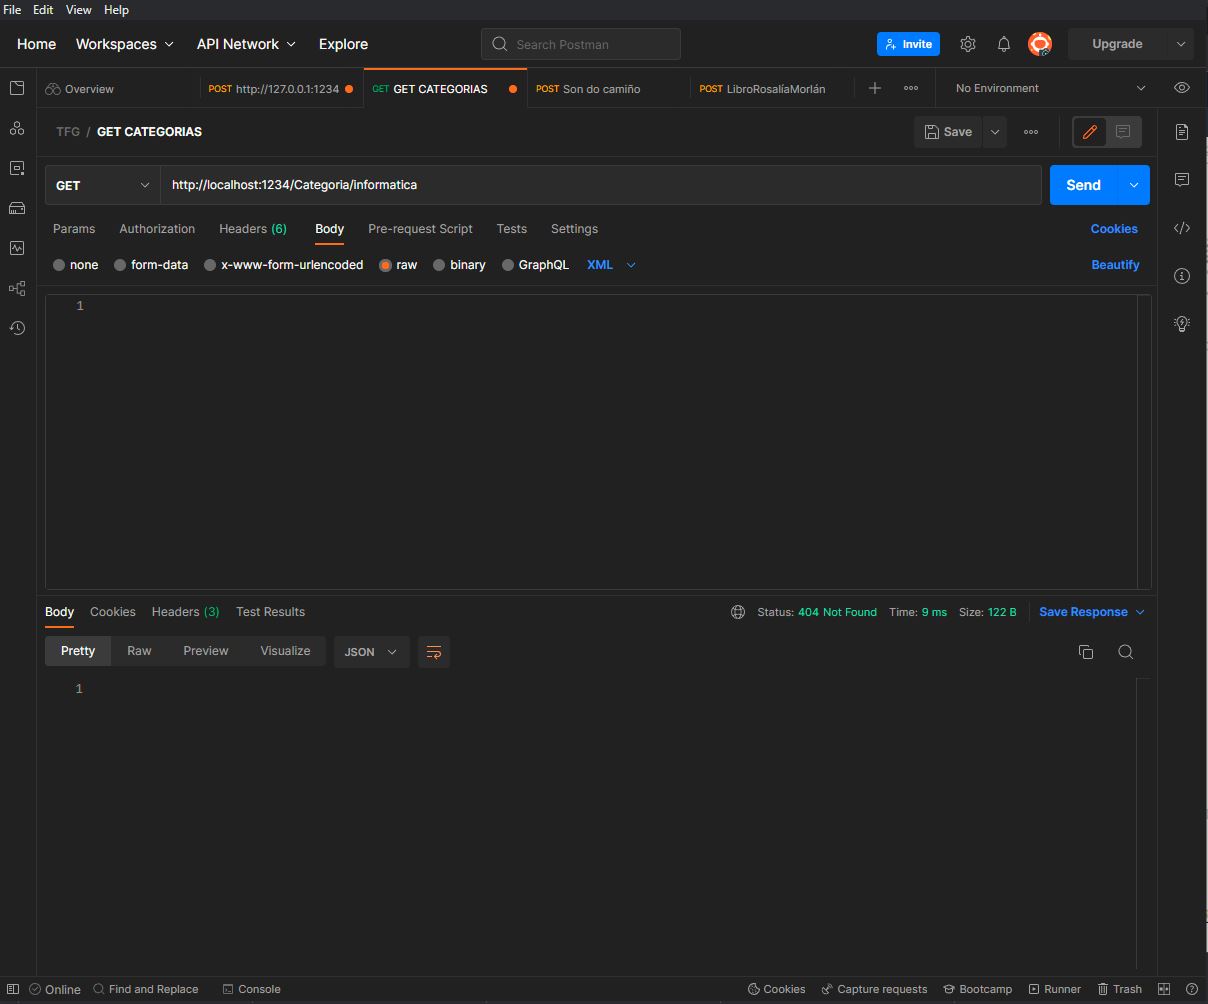 File Edit View Help
Home Workspaces API Network Explore Search Postman Invite Upgrade
Overview POST http://127.0.0.1:1234 GET GET CATEGORIAS POST Son do camiño POST LibroRosalíaMorlán No Environment
TFG / GET CATEGORIAS Save
GET http://localhost:1234/Categoria/informatica Send
Params Authorization Headers (6) Body Pre-request Script Tests Settings Cookies
none form-data x-www-form-urlencoded raw binary GraphQL XML Beautify
1
Body Cookies Headers (3) Test Results Status: 404 Not Found Time: 9 ms Size: 122 B Save Response
Pretty Raw Preview Visualize JSON
1
Online Find and Replace Console Cookies Capture requests Bootcamp Runner Trash